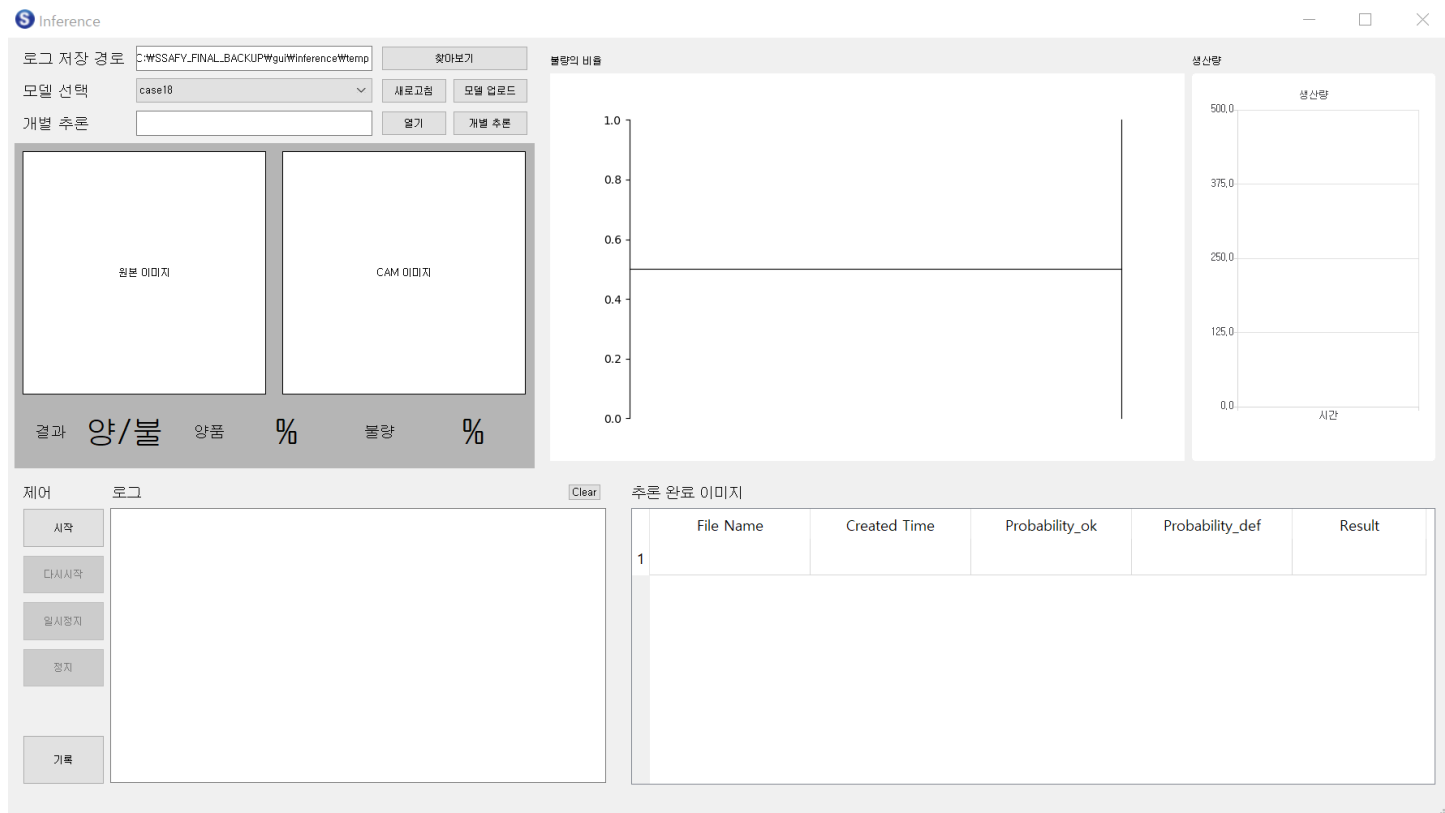 Inference
로그 저장 경로 C:₩SSAFY_FINAL_BACKUP₩gui₩inference₩temp 찾아보기
모델 선택 case18 새로고침 모델 업로드
개별 추론 열기 개별 추론
원본 이미지 CAM 이미지
결과 양/불 양품 % 불량 %
불량의 비율
1.0
0.8
0.6
0.4
0.2
0.0
생산량
생산량
500.0
375.0
250.0
125.0
0.0
시간
제어 로그 Clear
시작
다시시작
일시정지
정지
기록
추론 완료 이미지
File Name Created Time Probability_ok Probability_def Result
1